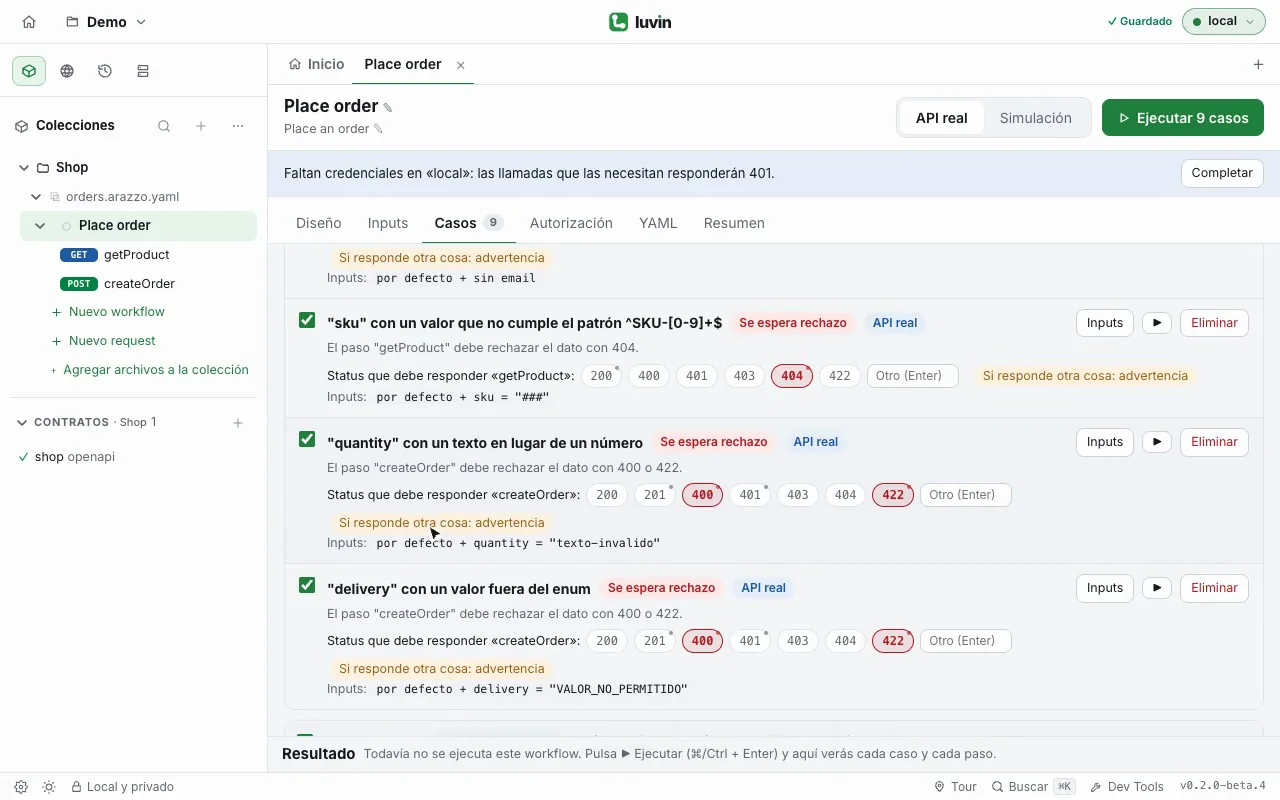 Demo
luvin
Guardado
local
Inicio
Place order
Colecciones
Place order
Place an order
API real
Simulación
Ejecutar 9 casos
Shop
orders.arazzo.yaml
Place order
GET getProduct
POST createOrder
+ Nuevo workflow
+ Nuevo request
+ Agregar archivos a la colección
CONTRATOS · Shop 1
shop openapi
Faltan credenciales en «local»: las llamadas que las necesitan responderán 401.
Completar
Diseño
Inputs
Casos 9
Autorización
YAML
Resumen
Si responde otra cosa: advertencia
Inputs: por defecto + sin email
"sku" con un valor que no cumple el patrón ^SKU-[0-9]+$ Se espera rechazo API real Inputs Eliminar
El paso "getProduct" debe rechazar el dato con 404.
Status que debe responder «getProduct»: 200 400 401 403 404 422 Otro (Enter) Si responde otra cosa: advertencia
Inputs: por defecto + sku = "###"
"quantity" con un texto en lugar de un número Se espera rechazo API real Inputs Eliminar
El paso "createOrder" debe rechazar el dato con 400 o 422.
Status que debe responder «createOrder»: 200 201 400 401 403 404 422 Otro (Enter)
Si responde otra cosa: advertencia
Inputs: por defecto + quantity = "texto-invalido"
"delivery" con un valor fuera del enum Se espera rechazo API real Inputs Eliminar
El paso "createOrder" debe rechazar el dato con 400 o 422.
Status que debe responder «createOrder»: 200 201 400 401 403 404 422 Otro (Enter)
Si responde otra cosa: advertencia
Inputs: por defecto + delivery = "VALOR_NO_PERMITIDO"
Resultado Todavía no se ejecuta este workflow. Pulsa ▶ Ejecutar (⌘/Ctrl + Enter) y aquí verás cada caso y cada paso.
Local y privado
Tour
Buscar ⌘K
Dev Tools
v0.2.0-beta.4